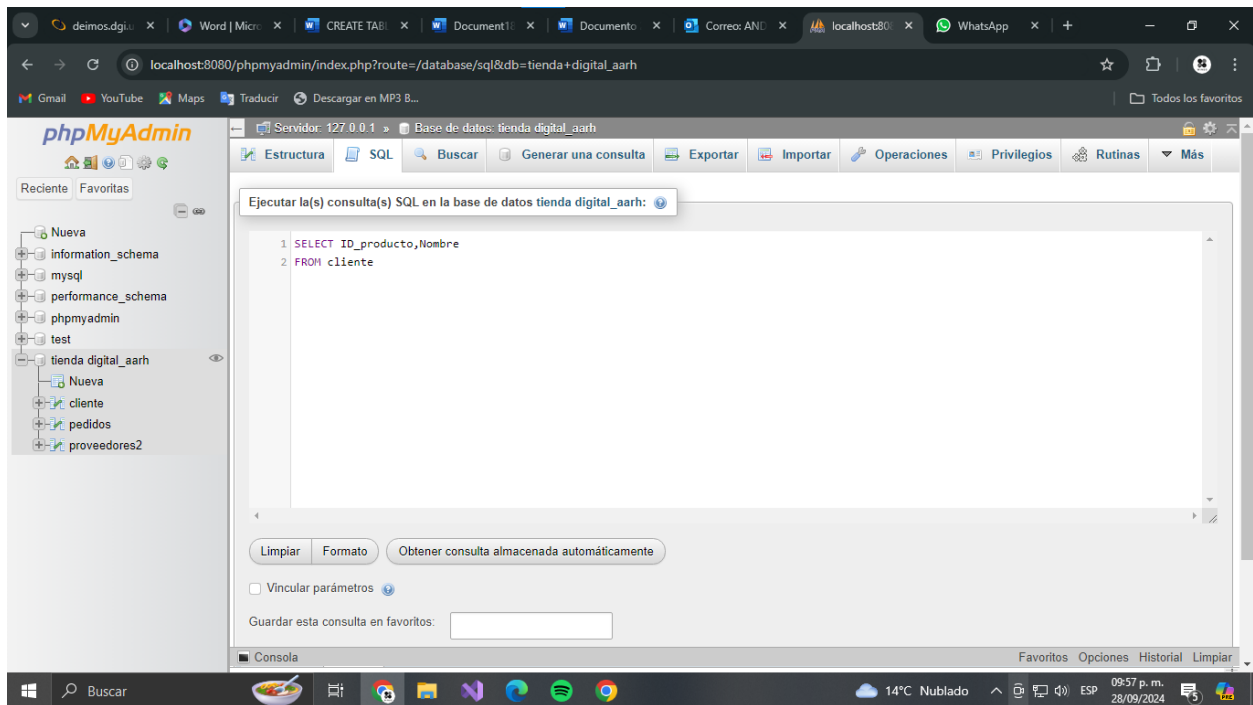 deimos.dgi.u
Word | Micro
CREATE TABL
Document18
Documento
Correo: AND
localhost:808
WhatsApp
localhost:8080/phpmyadmin/index.php?route=/database/sql&db=tienda+digital_aarh
Gmail YouTube Maps Traducir Descargar en MP3 B... Todos los favoritos
phpMyAdmin
Reciente Favoritas
Nueva
information_schema
mysql
performance_schema
phpmyadmin
test
tienda digital_aarh
Nueva
cliente
pedidos
proveedores2
Servidor: 127.0.0.1 » Base de datos: tienda digital_aarh
Estructura SQL Buscar Generar una consulta Exportar Importar Operaciones Privilegios Rutinas Más
Ejecutar la(s) consulta(s) SQL en la base de datos tienda digital_aarh:
1 SELECT ID_producto,Nombre
2 FROM cliente
Limpiar Formato Obtener consulta almacenada automáticamente
Vincular parámetros
Guardar esta consulta en favoritos:
Consola Favoritos Opciones Historial Limpiar
Buscar 14°C Nublado ESP 09:57 p. m.
28/09/2024 5 PRE